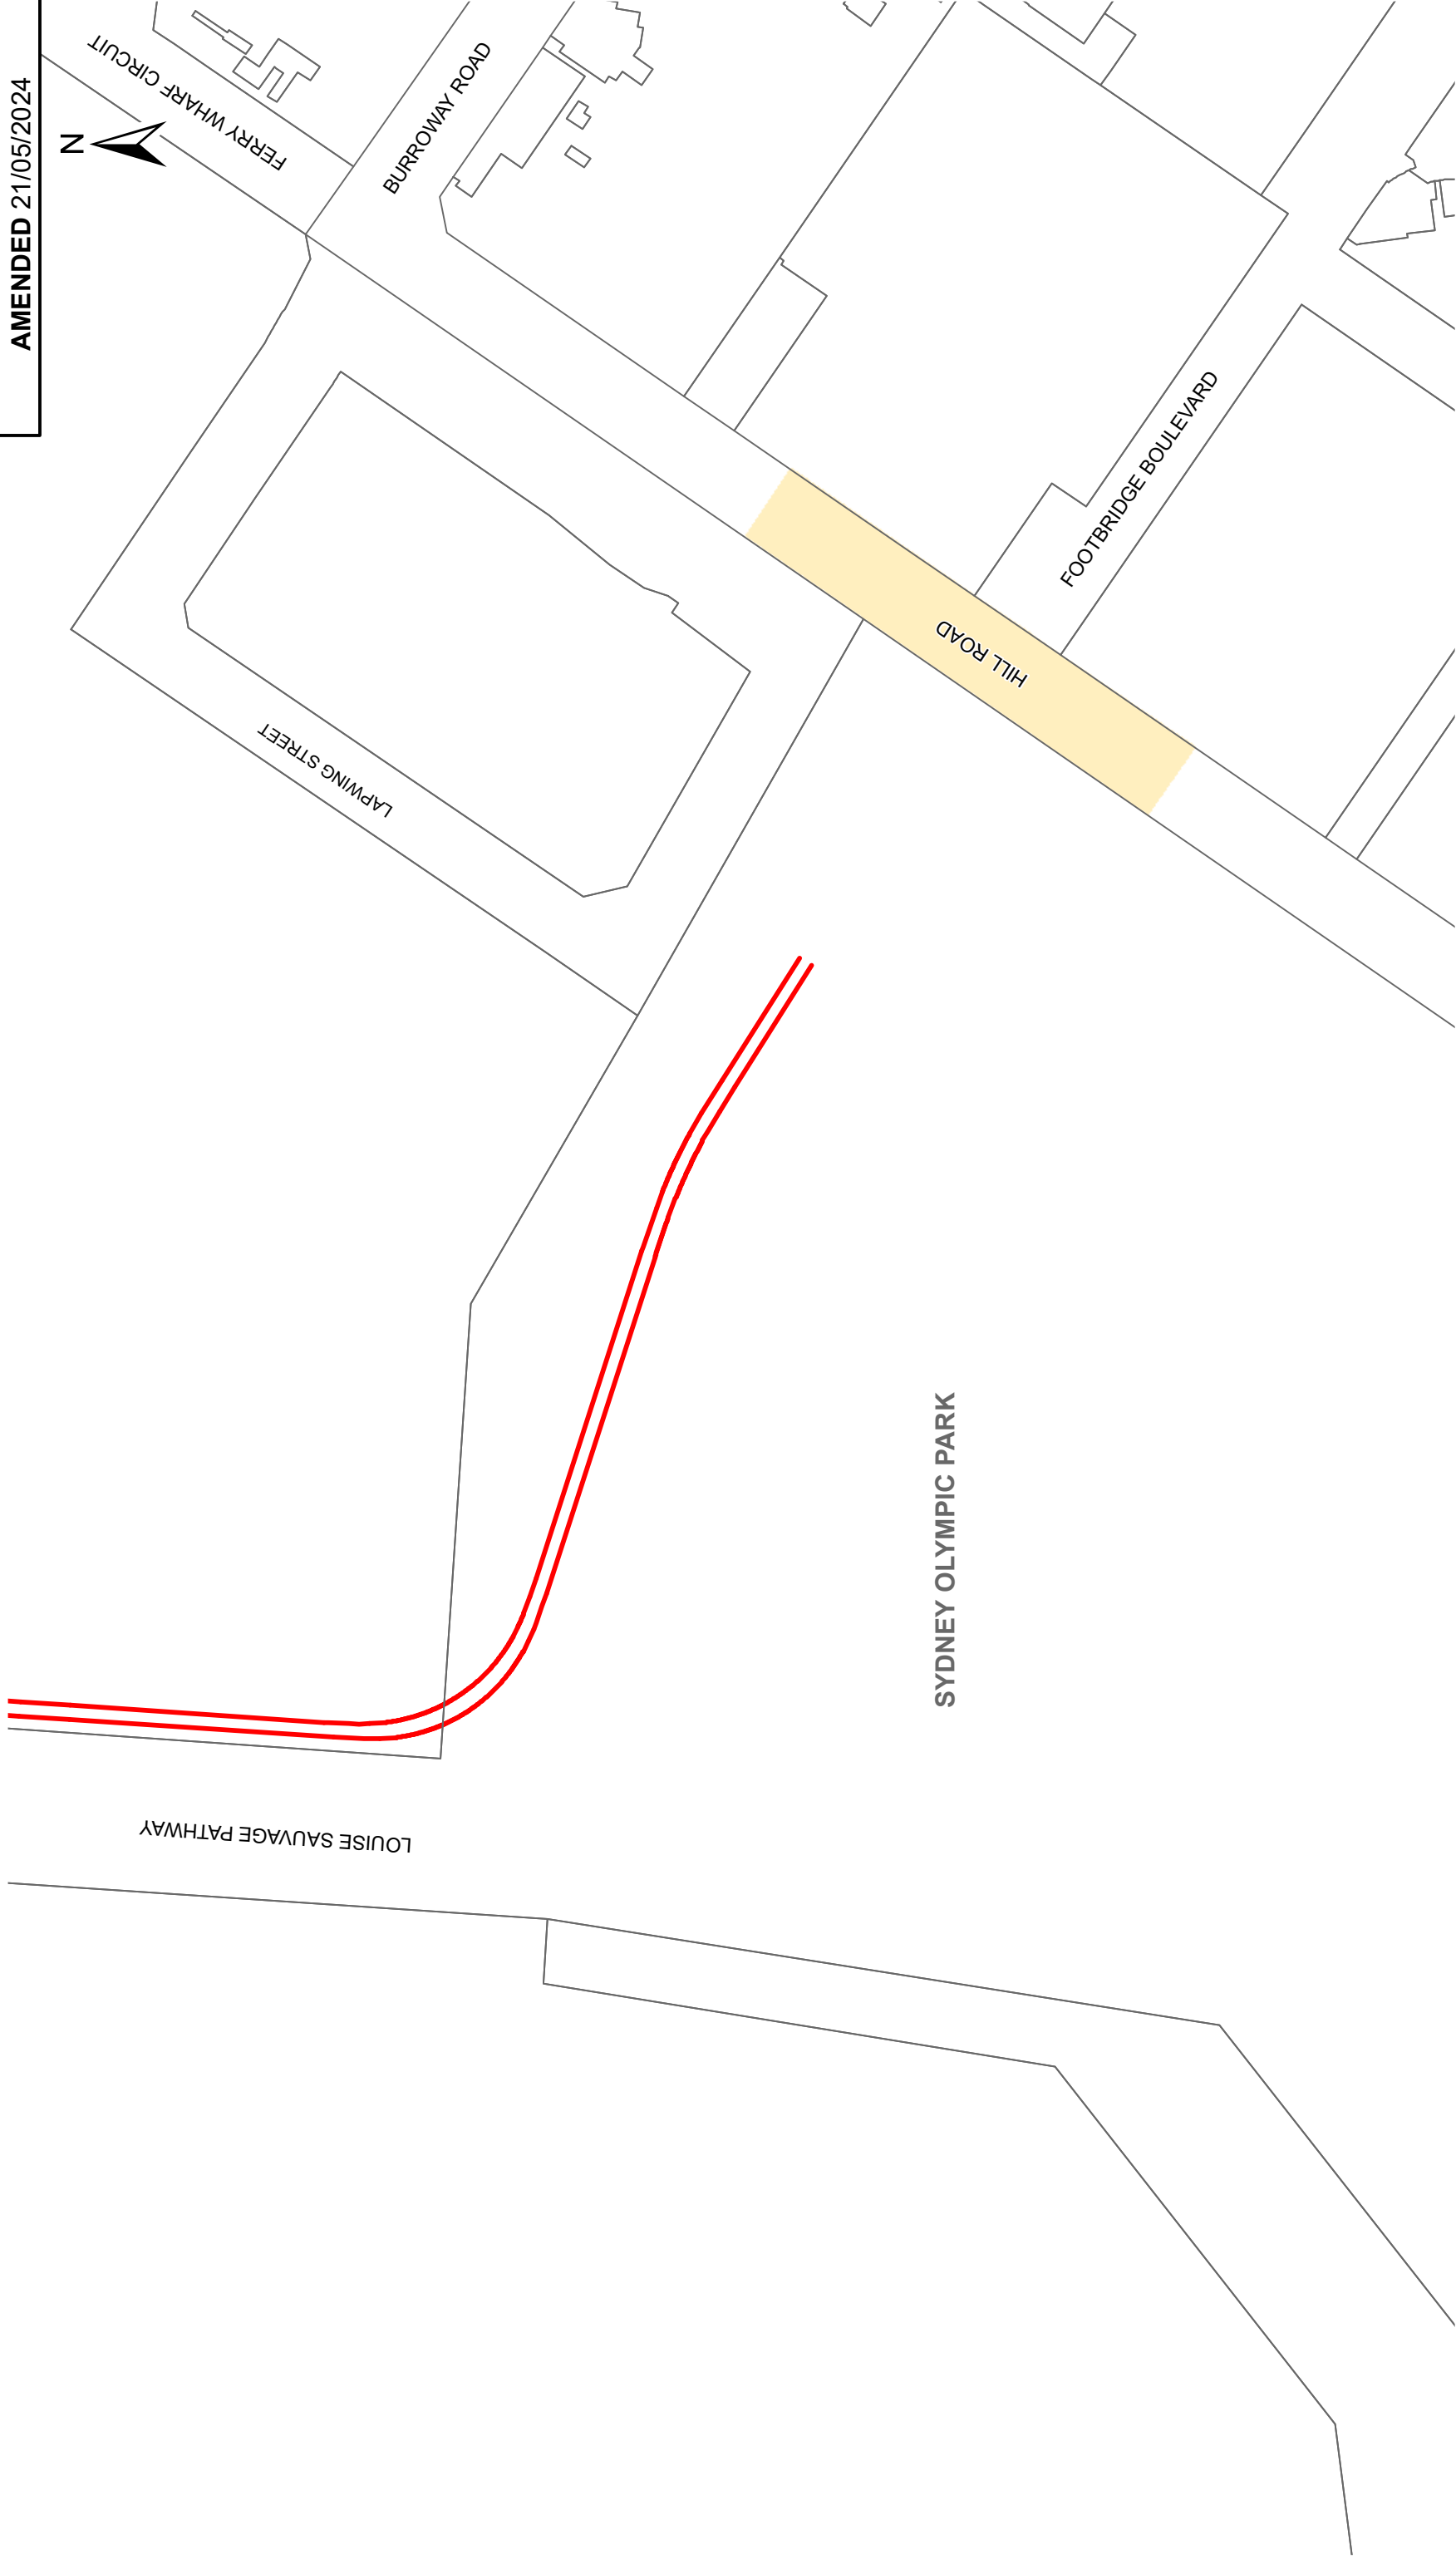 AMENDED 21/05/2024
N
FERRY WHARF CIRCUIT
BURROWAY ROAD
FOOTBRIDGE BOULEVARD
HILL ROAD
LAPWING STREET
SYDNEY OLYMPIC PARK
LOUISE SAUVAGE PATHWAY